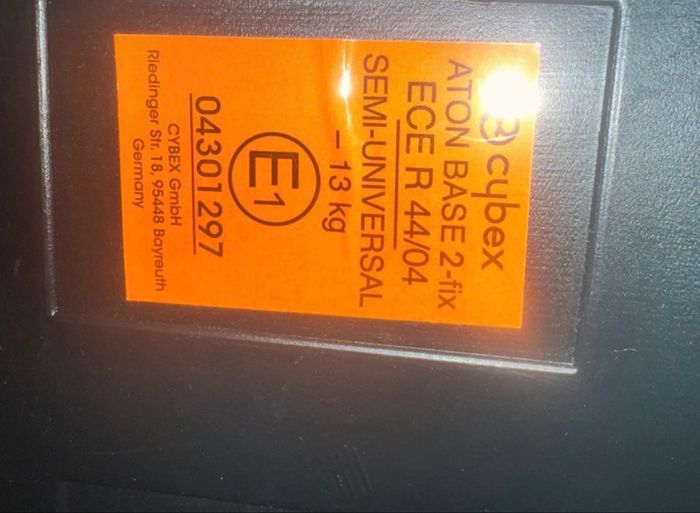 cybex
ATON BASE 2-fix
ECE R 44/04
SEMI-UNIVERSAL
– 13 kg
E1
04301297
CYBEX GmbH
Riedinger Str. 18, 95448 Bayreuth
Germany